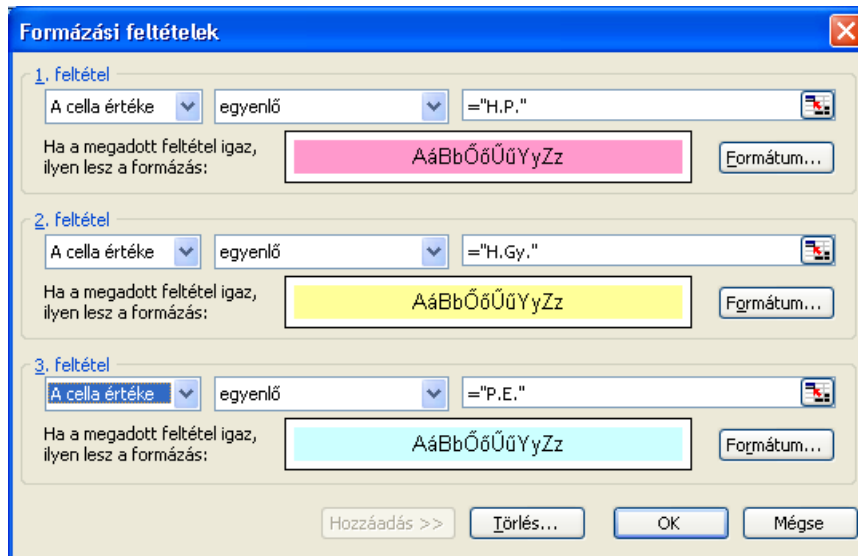 Formázási feltételek
1. feltétel
A cella értéke egyenlő ="H.P."
Ha a megadott feltétel igaz,
ilyen lesz a formázás:
AáBbŐőŰűYyZz
Formátum...
2. feltétel
A cella értéke egyenlő ="H.Gy."
Ha a megadott feltétel igaz,
ilyen lesz a formázás:
AáBbŐőŰűYyZz
Formátum...
3. feltétel
A cella értéke egyenlő ="P.E."
Ha a megadott feltétel igaz,
ilyen lesz a formázás:
AáBbŐőŰűYyZz
Formátum...
Hozzáadás >> Törlés... OK Mégse